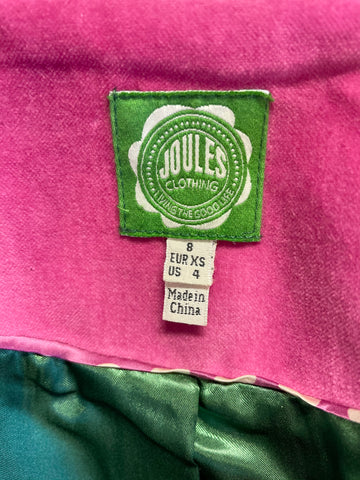 JOULES
CLOTHING
LIVING THE GOOD LIFE
8
EUR XS
US 4
Made in
China